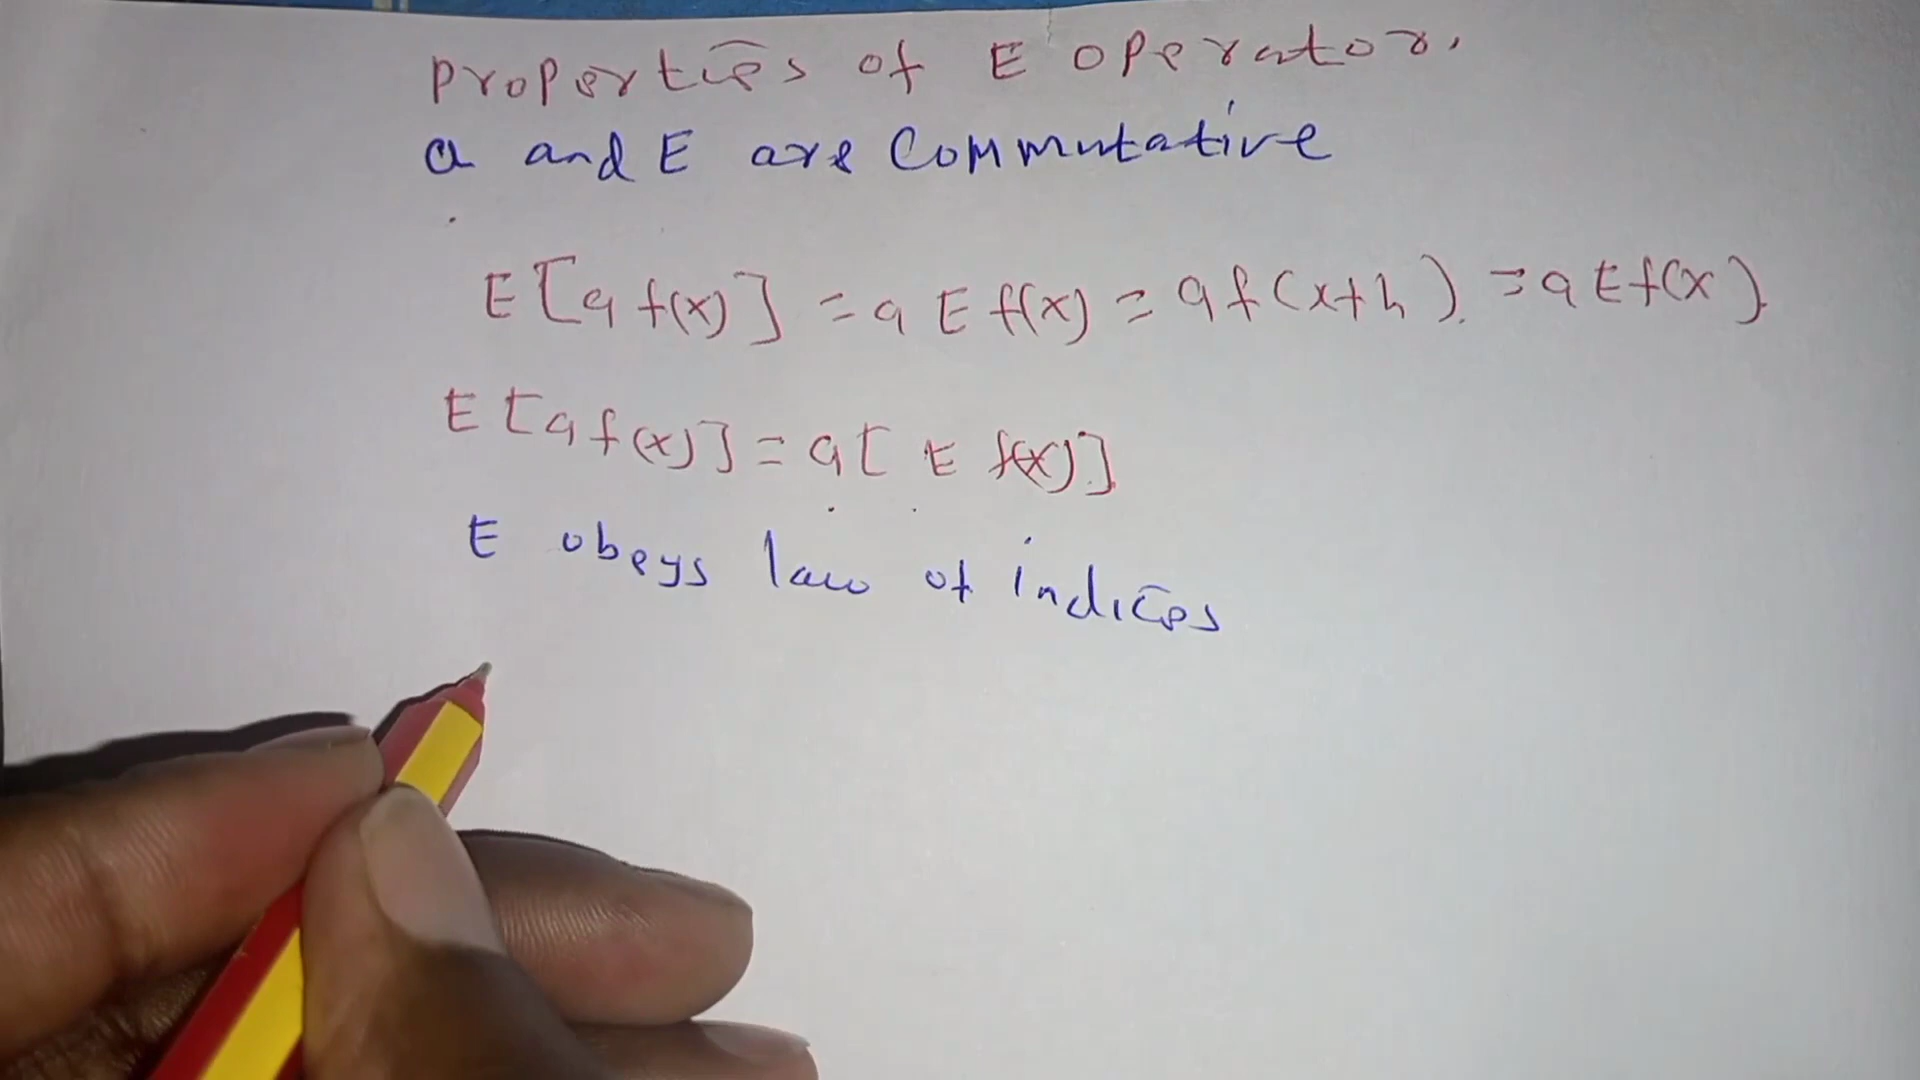 Properties of E operator.
a and E are Commutative
E[a f(x)] = a E f(x) = a f(x+h). = a E f(x).
E[a f(x)] = a[ E f(x)]
E obeys law of indices